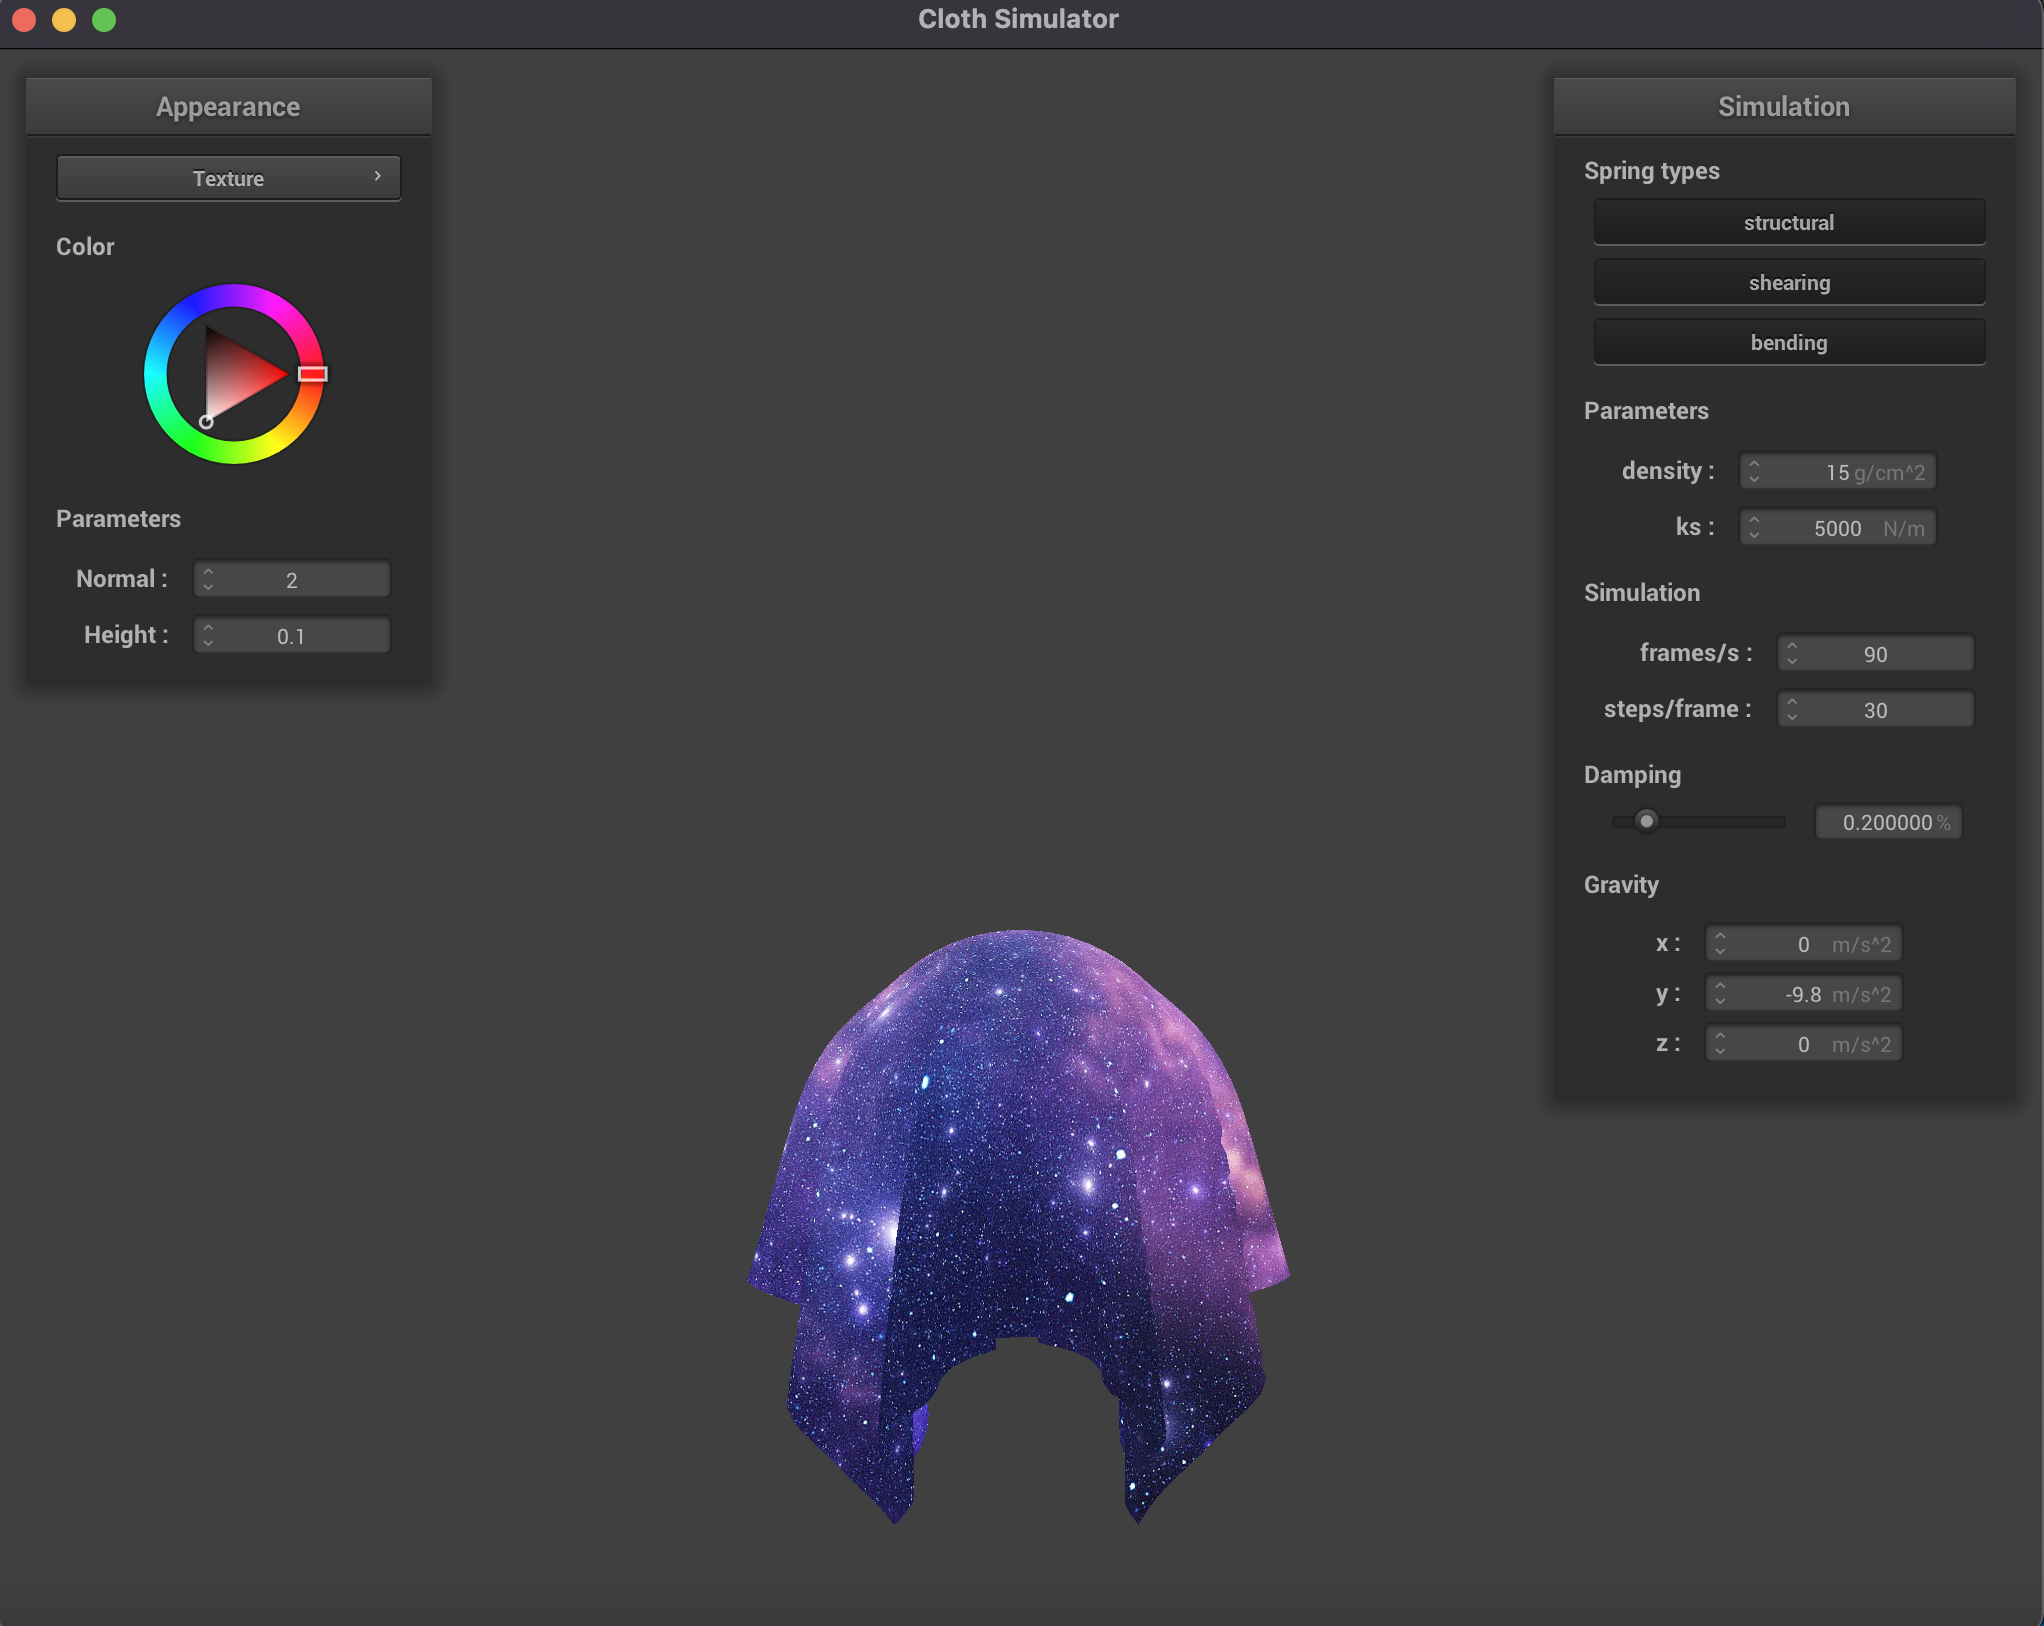 Cloth Simulator
Appearance
Texture
Color
Parameters
Normal : 2
Height : 0.1
Simulation
Spring types
structural
shearing
bending
Parameters
density : 15 g/cm^2
ks : 5000 N/m
Simulation
frames/s : 90
steps/frame : 30
Damping
0.200000 %
Gravity
x : 0 m/s^2
y : -9.8 m/s^2
z : 0 m/s^2